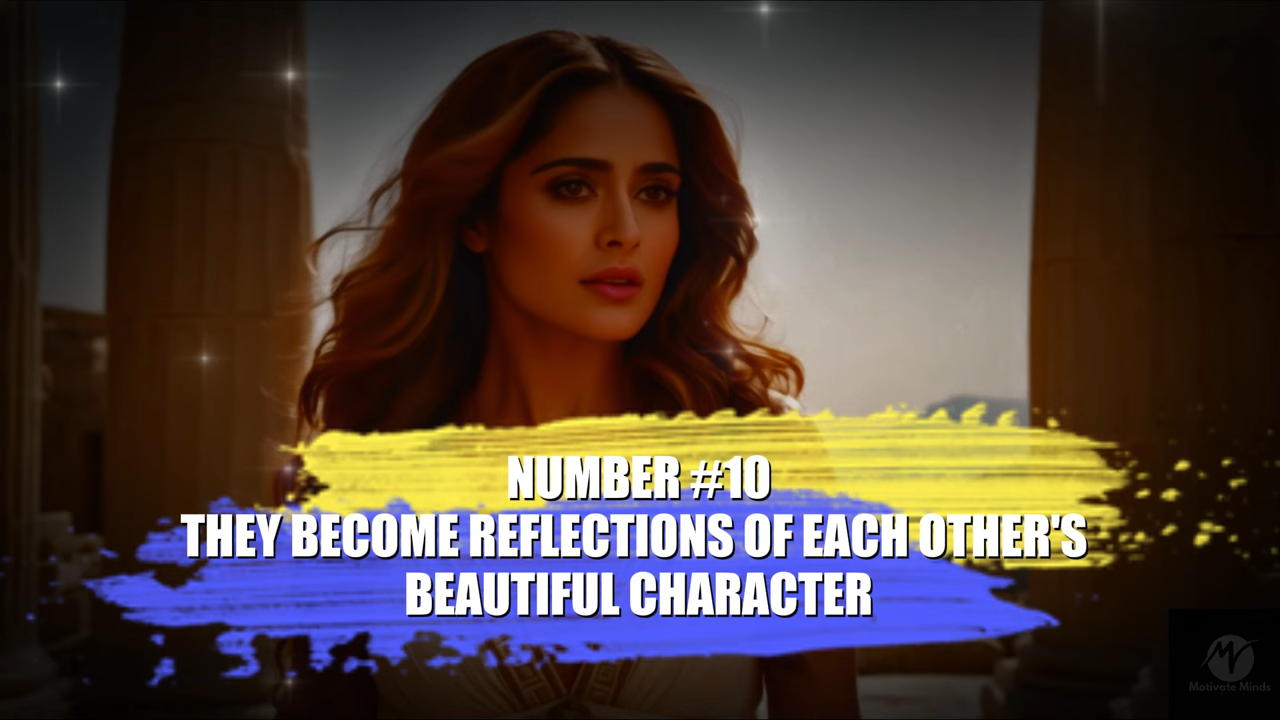 NUMBER #10
THEY BECOME REFLECTIONS OF EACH OTHER'S
BEAUTIFUL CHARACTER
Motivate Minds